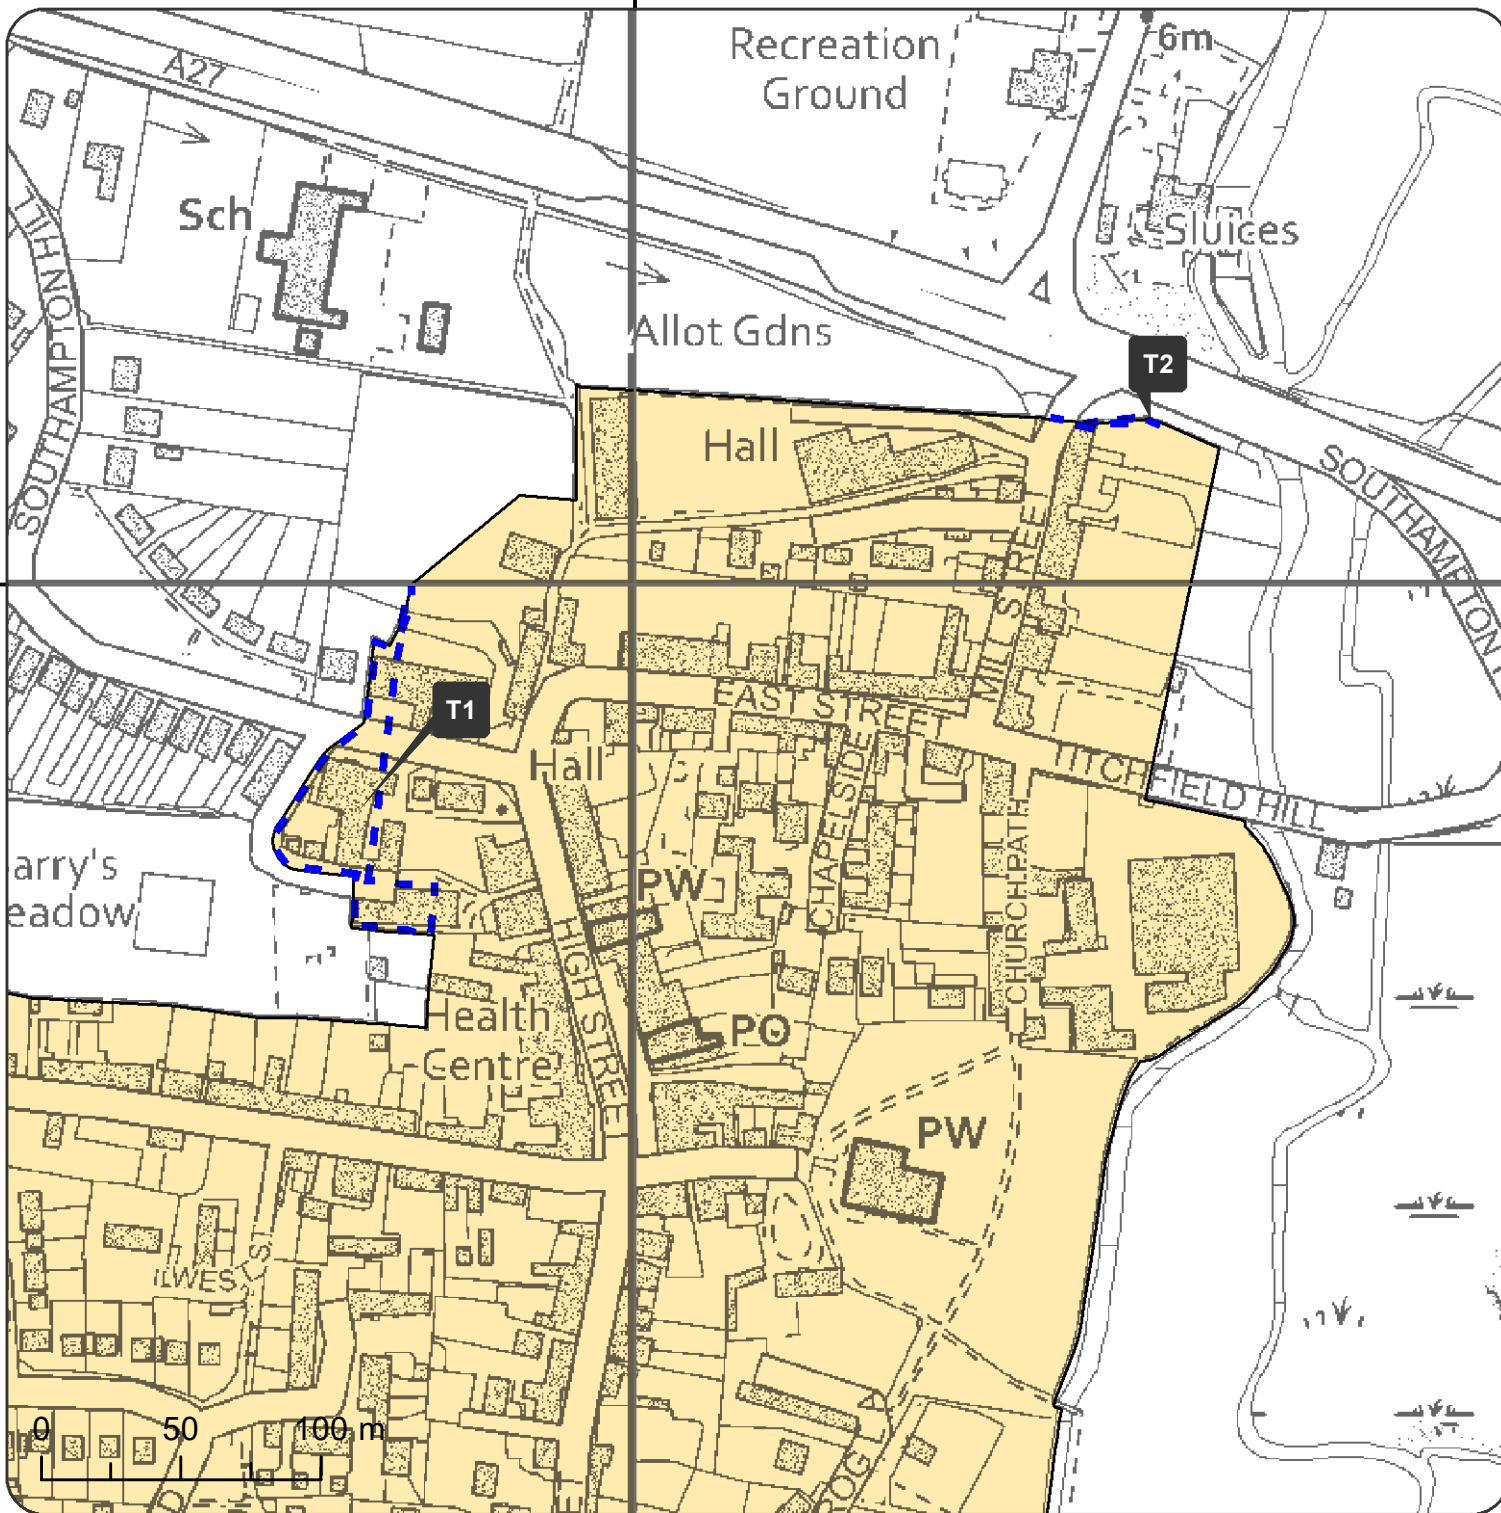 Recreation
Ground
6m
A27
Sch
Sluices
SOUTHAMPTON HILL
Allot Gdns
T2
Hall
SOUTHAMPTON
MILL STREET
EAST STREET
T1
Hall
TITCHFIELD HILL
CHAPELSIDE
CHURCHPATH
arry's
eadow
PW
HIGH STREE
Health
Centre
PO
PW
0 50 100 m